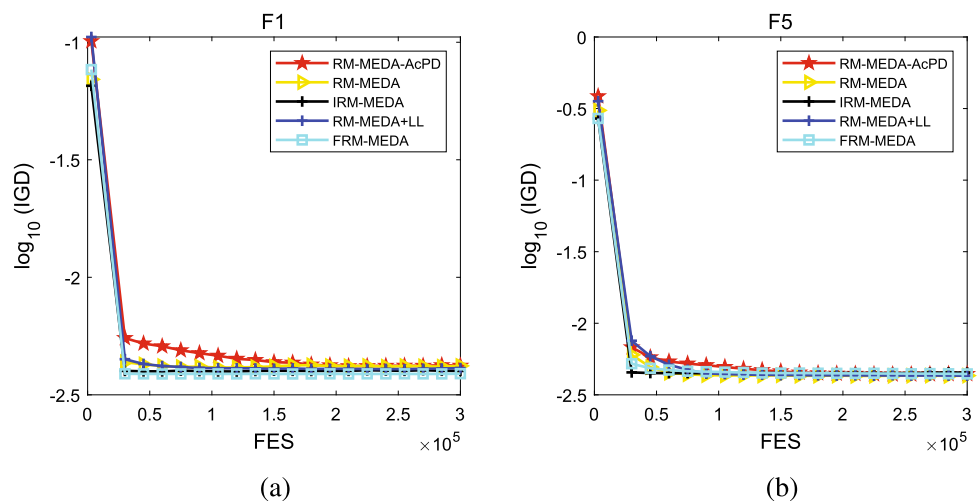 F1
-1
-1.5
-2
-2.5
log10 (IGD)
0 0.5 1 1.5 2 2.5 3
FES
×10^5
RM-MEDA-AcPD
RM-MEDA
IRM-MEDA
RM-MEDA+LL
FRM-MEDA
(a)
F5
0
-0.5
-1
-1.5
-2
-2.5
log10 (IGD)
0 0.5 1 1.5 2 2.5 3
FES
×10^5
RM-MEDA-AcPD
RM-MEDA
IRM-MEDA
RM-MEDA+LL
FRM-MEDA
(b)